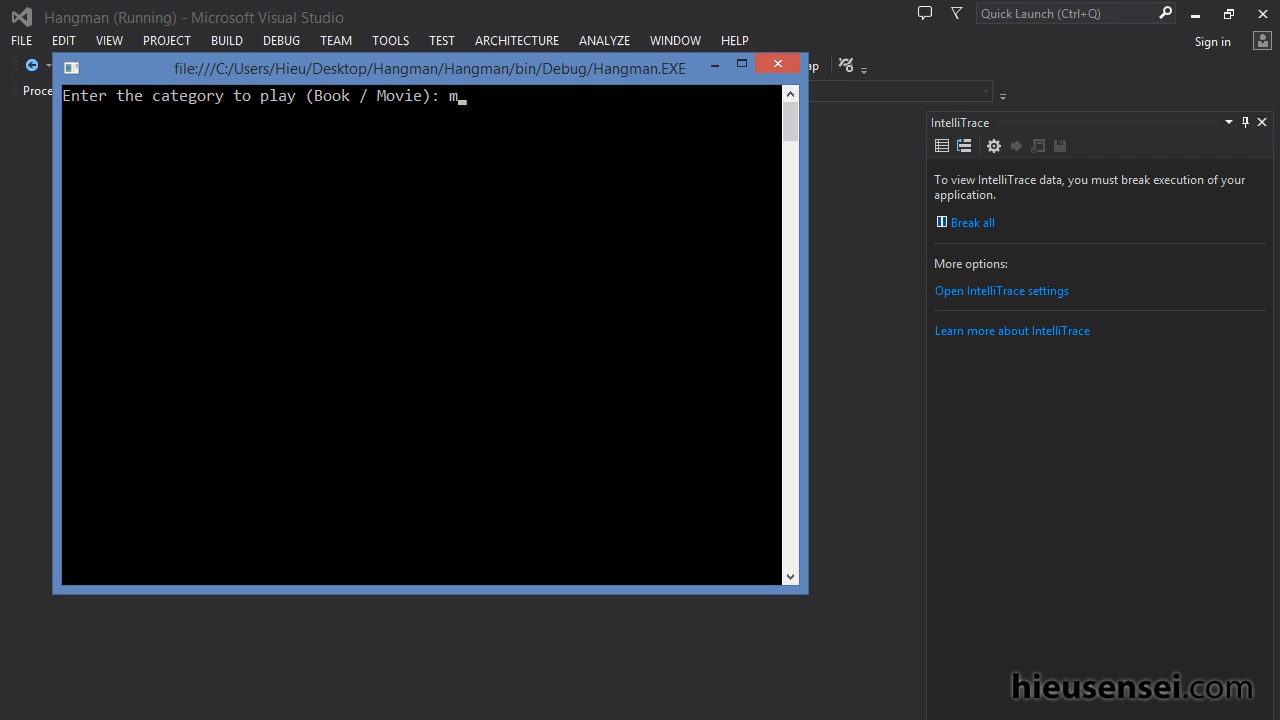 Hangman (Running) - Microsoft Visual Studio
Quick Launch (Ctrl+Q)
FILE EDIT VIEW PROJECT BUILD DEBUG TEAM TOOLS TEST ARCHITECTURE ANALYZE WINDOW HELP
Sign in
file:///C:/Users/Hieu/Desktop/Hangman/Hangman/bin/Debug/Hangman.EXE
Enter the category to play (Book / Movie): m_
IntelliTrace
To view IntelliTrace data, you must break execution of your
application.
Break all
More options:
Open IntelliTrace settings
Learn more about IntelliTrace
hieusensei.com